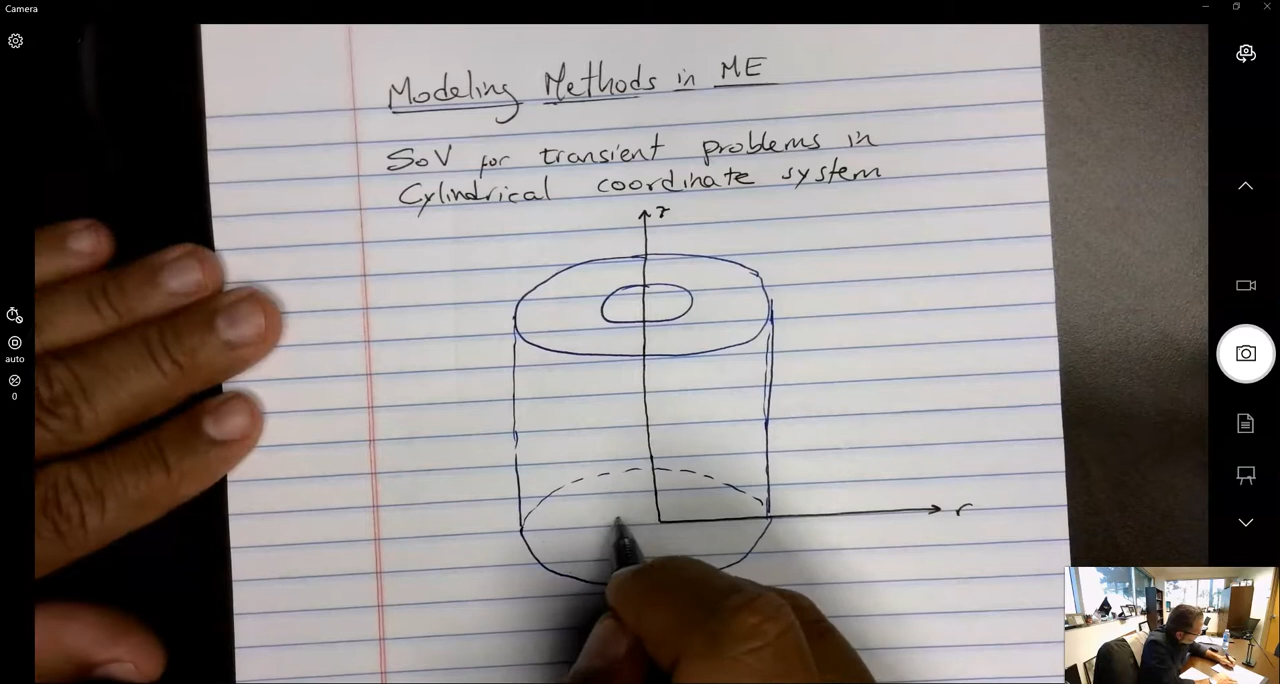 Camera
Modeling Methods in ME
SoV for transient problems in
Cylindrical coordinate system
z
r
auto
0